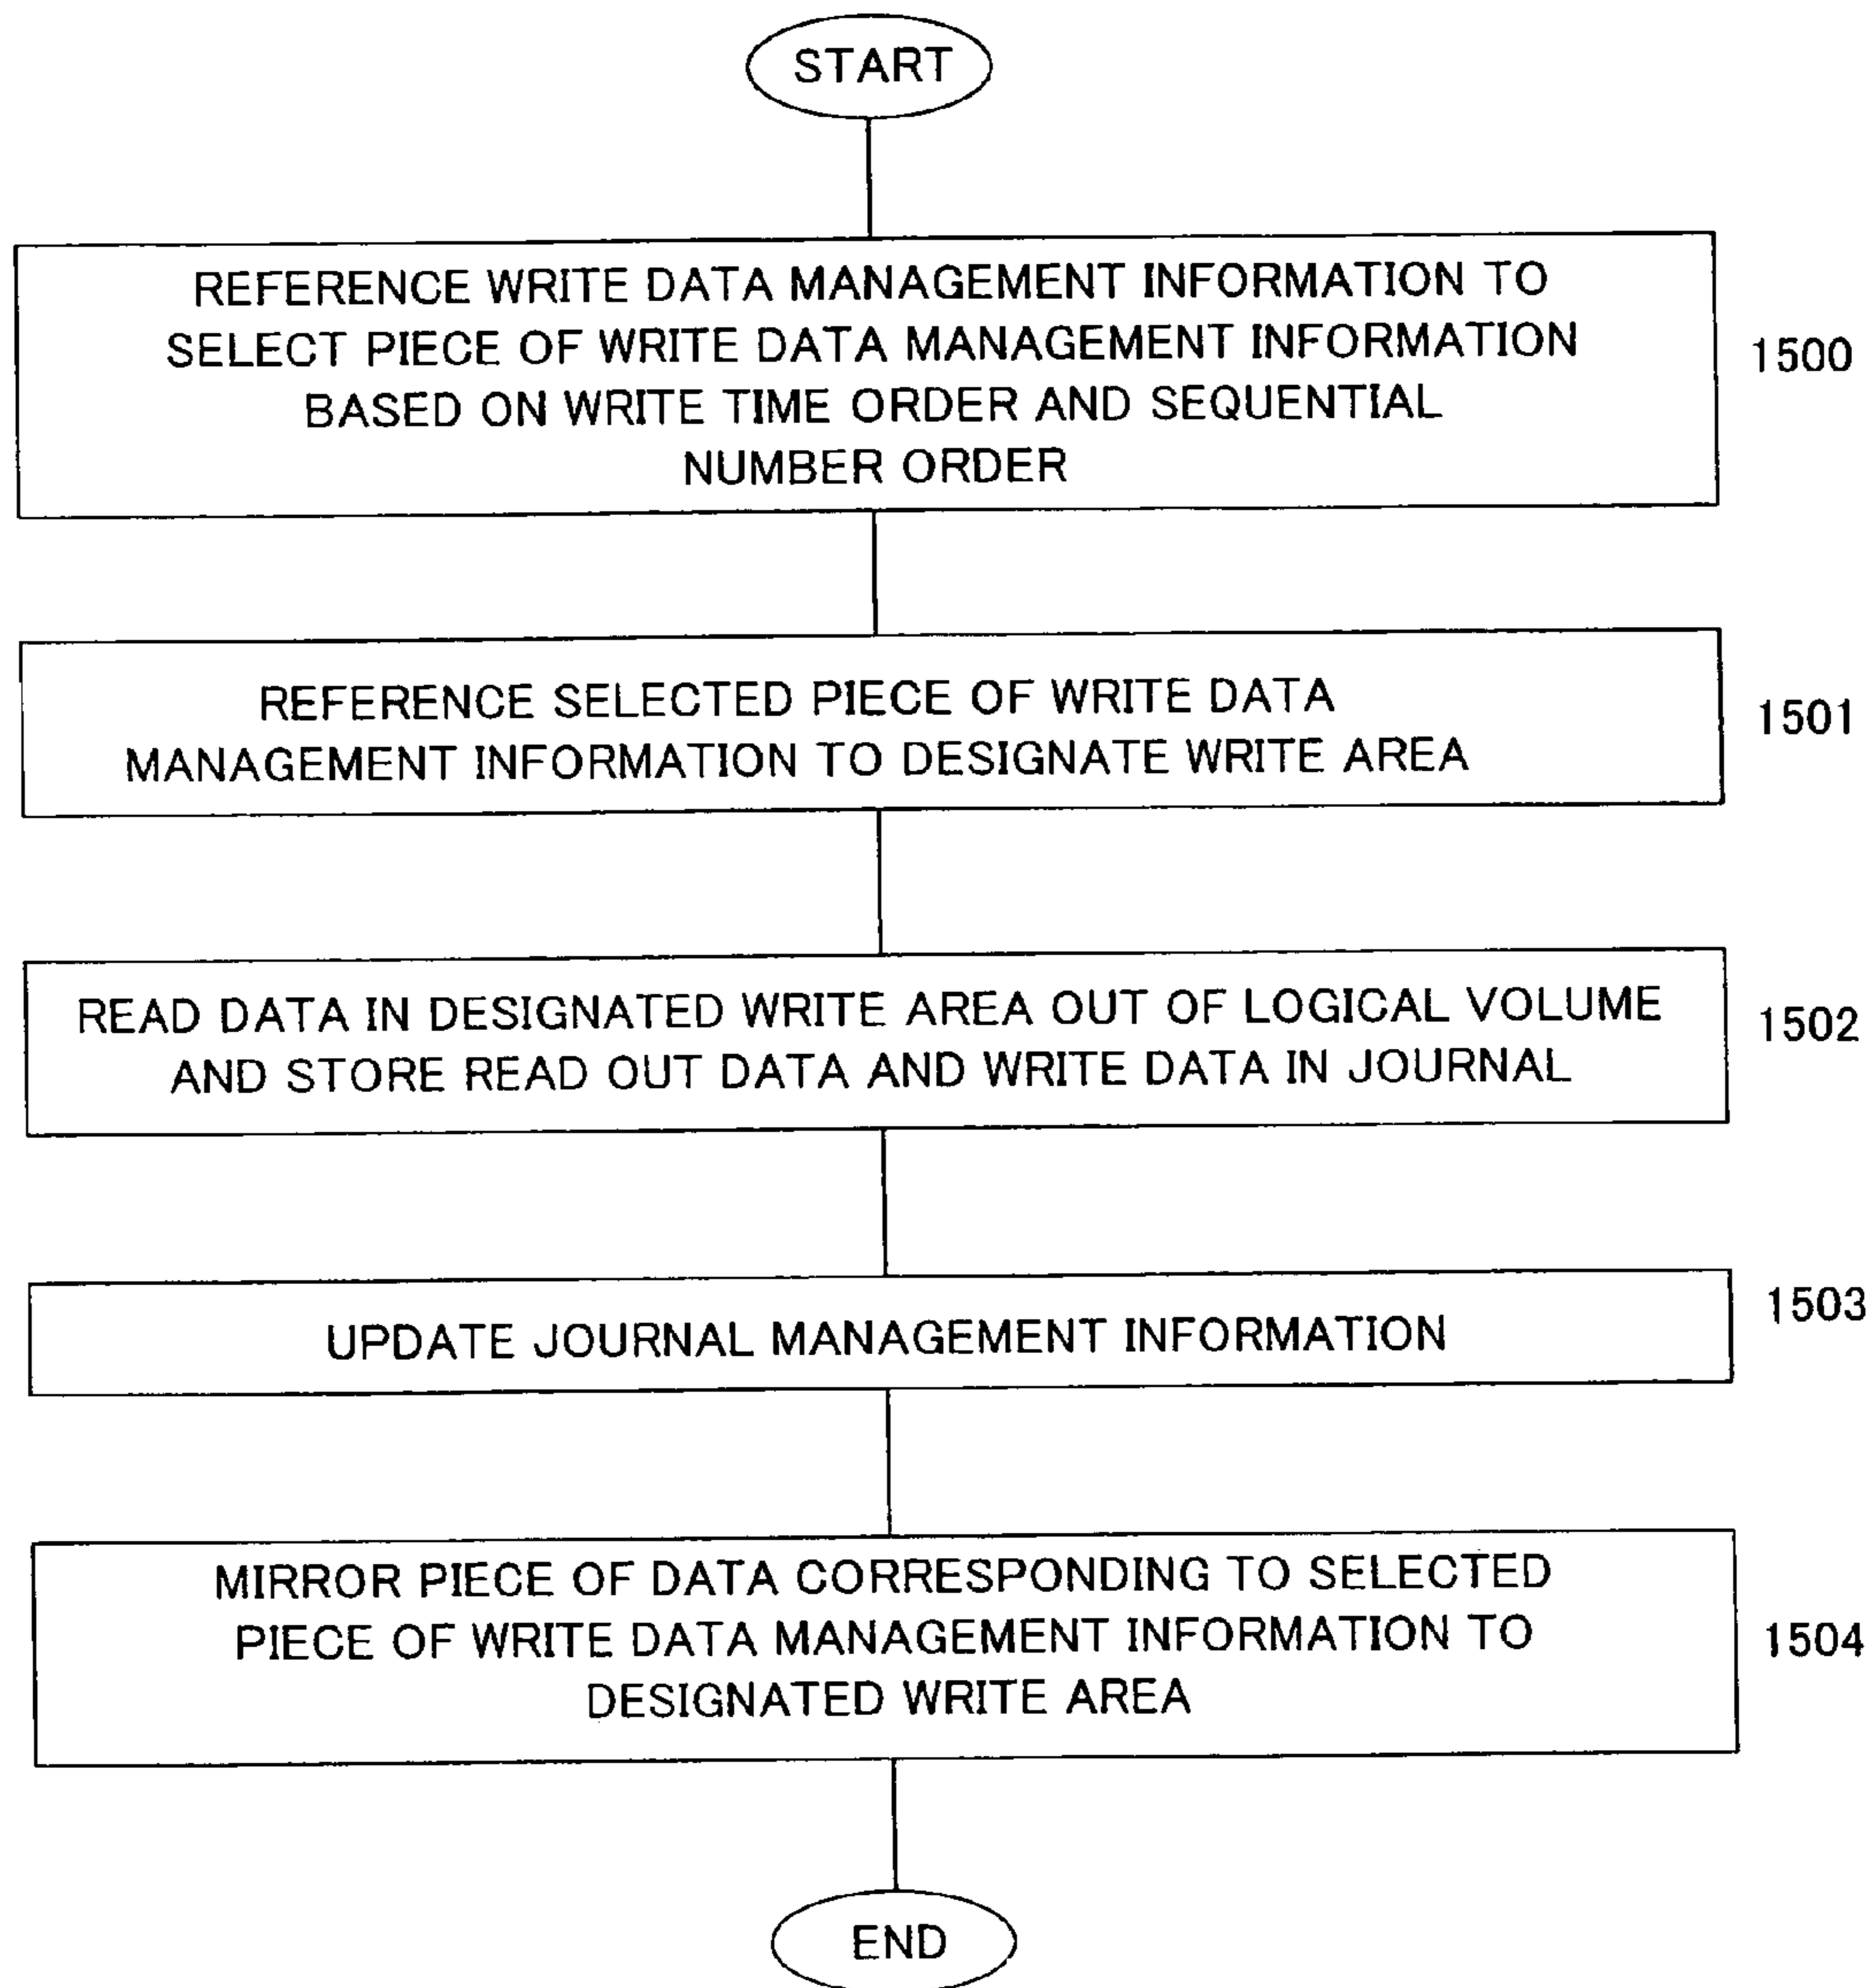 START
REFERENCE WRITE DATA MANAGEMENT INFORMATION TO
SELECT PIECE OF WRITE DATA MANAGEMENT INFORMATION
BASED ON WRITE TIME ORDER AND SEQUENTIAL
NUMBER ORDER
1500
REFERENCE SELECTED PIECE OF WRITE DATA
MANAGEMENT INFORMATION TO DESIGNATE WRITE AREA
1501
READ DATA IN DESIGNATED WRITE AREA OUT OF LOGICAL VOLUME
AND STORE READ OUT DATA AND WRITE DATA IN JOURNAL
1502
UPDATE JOURNAL MANAGEMENT INFORMATION
1503
MIRROR PIECE OF DATA CORRESPONDING TO SELECTED
PIECE OF WRITE DATA MANAGEMENT INFORMATION TO
DESIGNATED WRITE AREA
1504
END